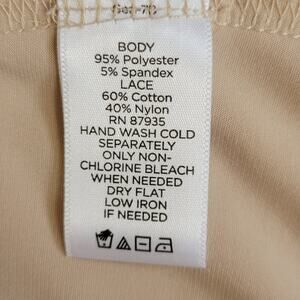 BODY
95% Polyester
5% Spandex
LACE
60% Cotton
40% Nylon
RN 87935
HAND WASH COLD
SEPARATELY
ONLY NON-
CHLORINE BLEACH
WHEN NEEDED
DRY FLAT
LOW IRON
IF NEEDED